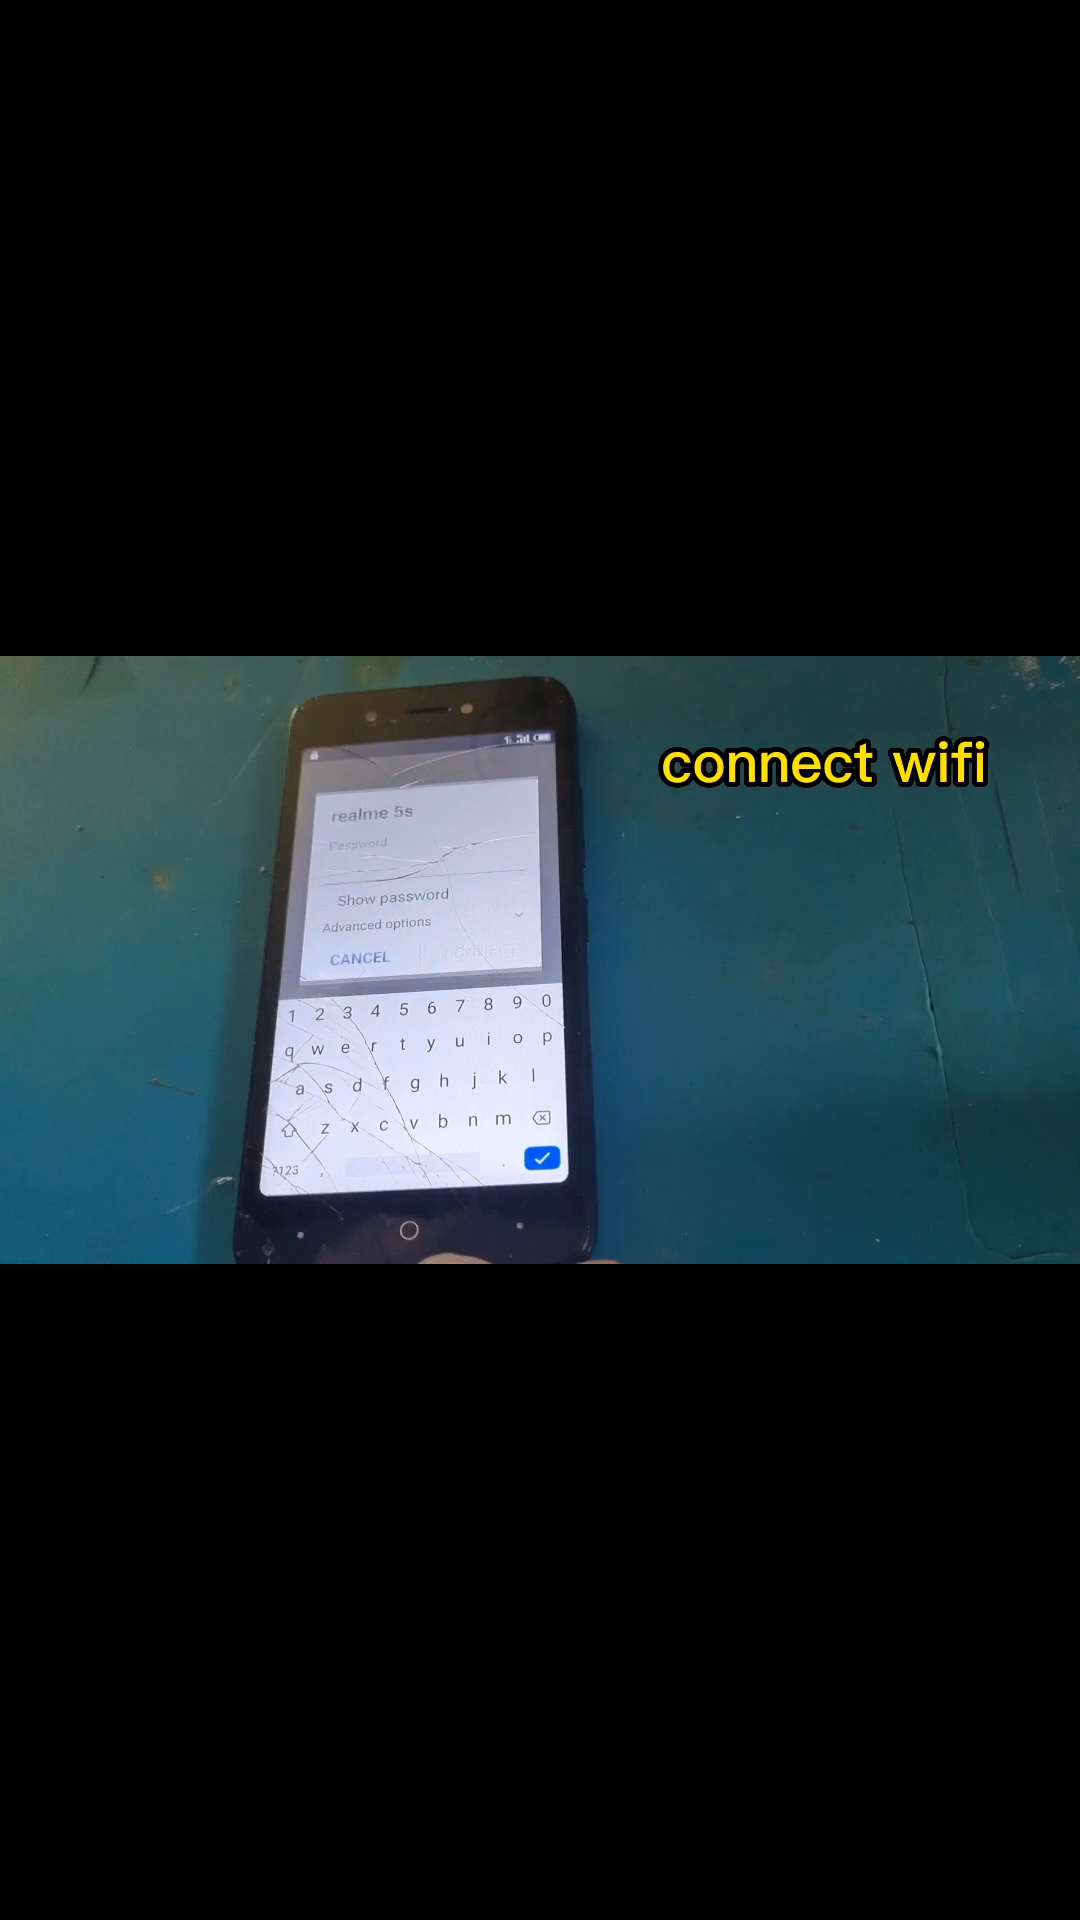 connect wifi
realme 5s
Password
Show password
Advanced options
CANCEL
CONNECT
1 2 3 4 5 6 7 8 9 0
q w e r t y u i o p
a s d f g h j k l
z x c v b n m
?123 , .